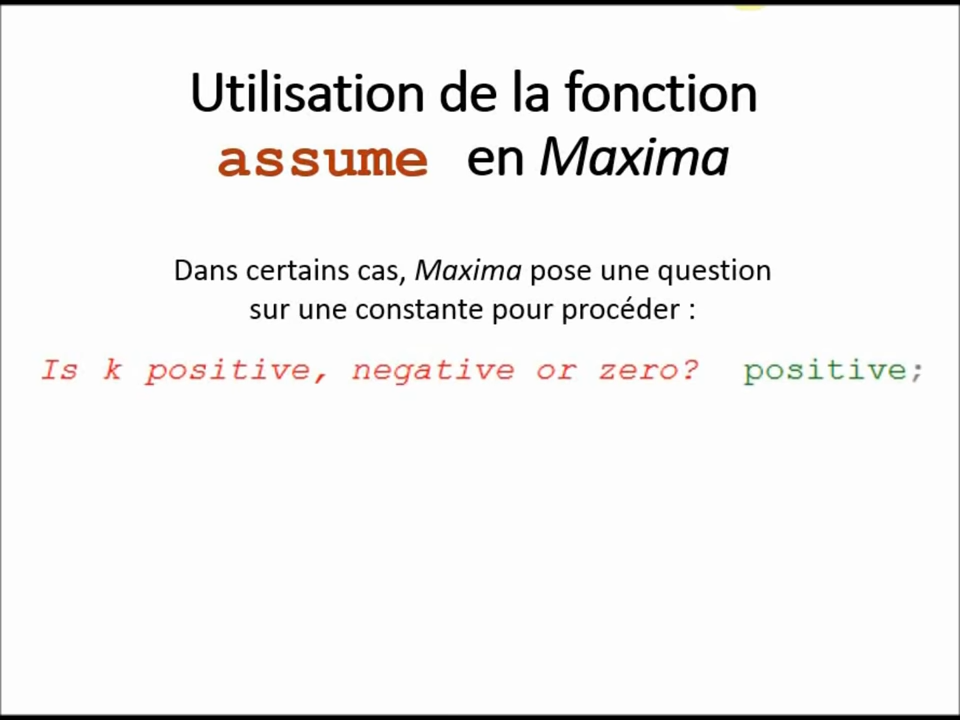 Utilisation de la fonction
assume en Maxima
Dans certains cas, Maxima pose une question
sur une constante pour procéder :
Is k positive, negative or zero? positive;